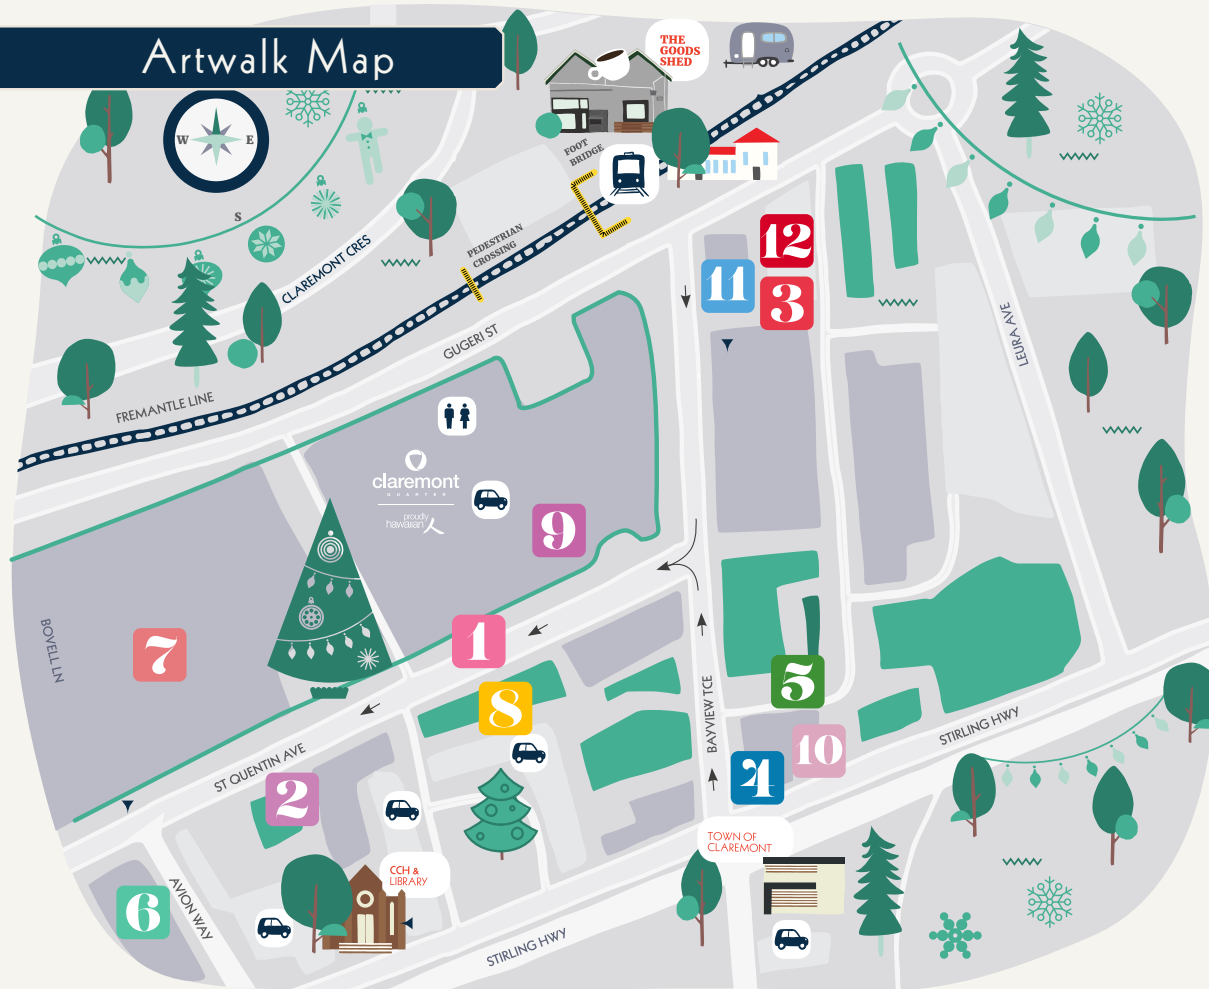 Artwalk Map
THE
GOODS
SHED
W
E
S
FOOT
BRIDGE
PEDESTRIAN
CROSSING
CLAREMONT CRES
12
11
3
GUGERI ST
LEURA AVE
FREMANTLE LINE
claremont
QUARTER
proudly
hawaiian
9
BOVELL LN
7
1
5
8
BAYVIEW TCE
STIRLING HWY
10
ST QUENTIN AVE
4
2
TOWN OF
CLAREMONT
CCH &
LIBRARY
AVION WAY
6
STIRLING HWY